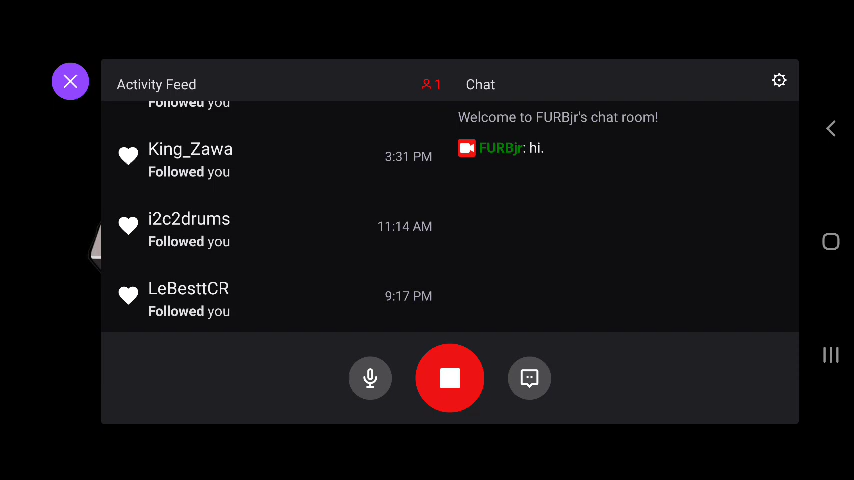 Activity Feed
1
Chat
Followed you
Welcome to FURBjr's chat room!
King_Zawa
3:31 PM
Followed you
FURBjr: hi.
i2c2drums
11:14 AM
Followed you
LeBesttCR
9:17 PM
Followed you